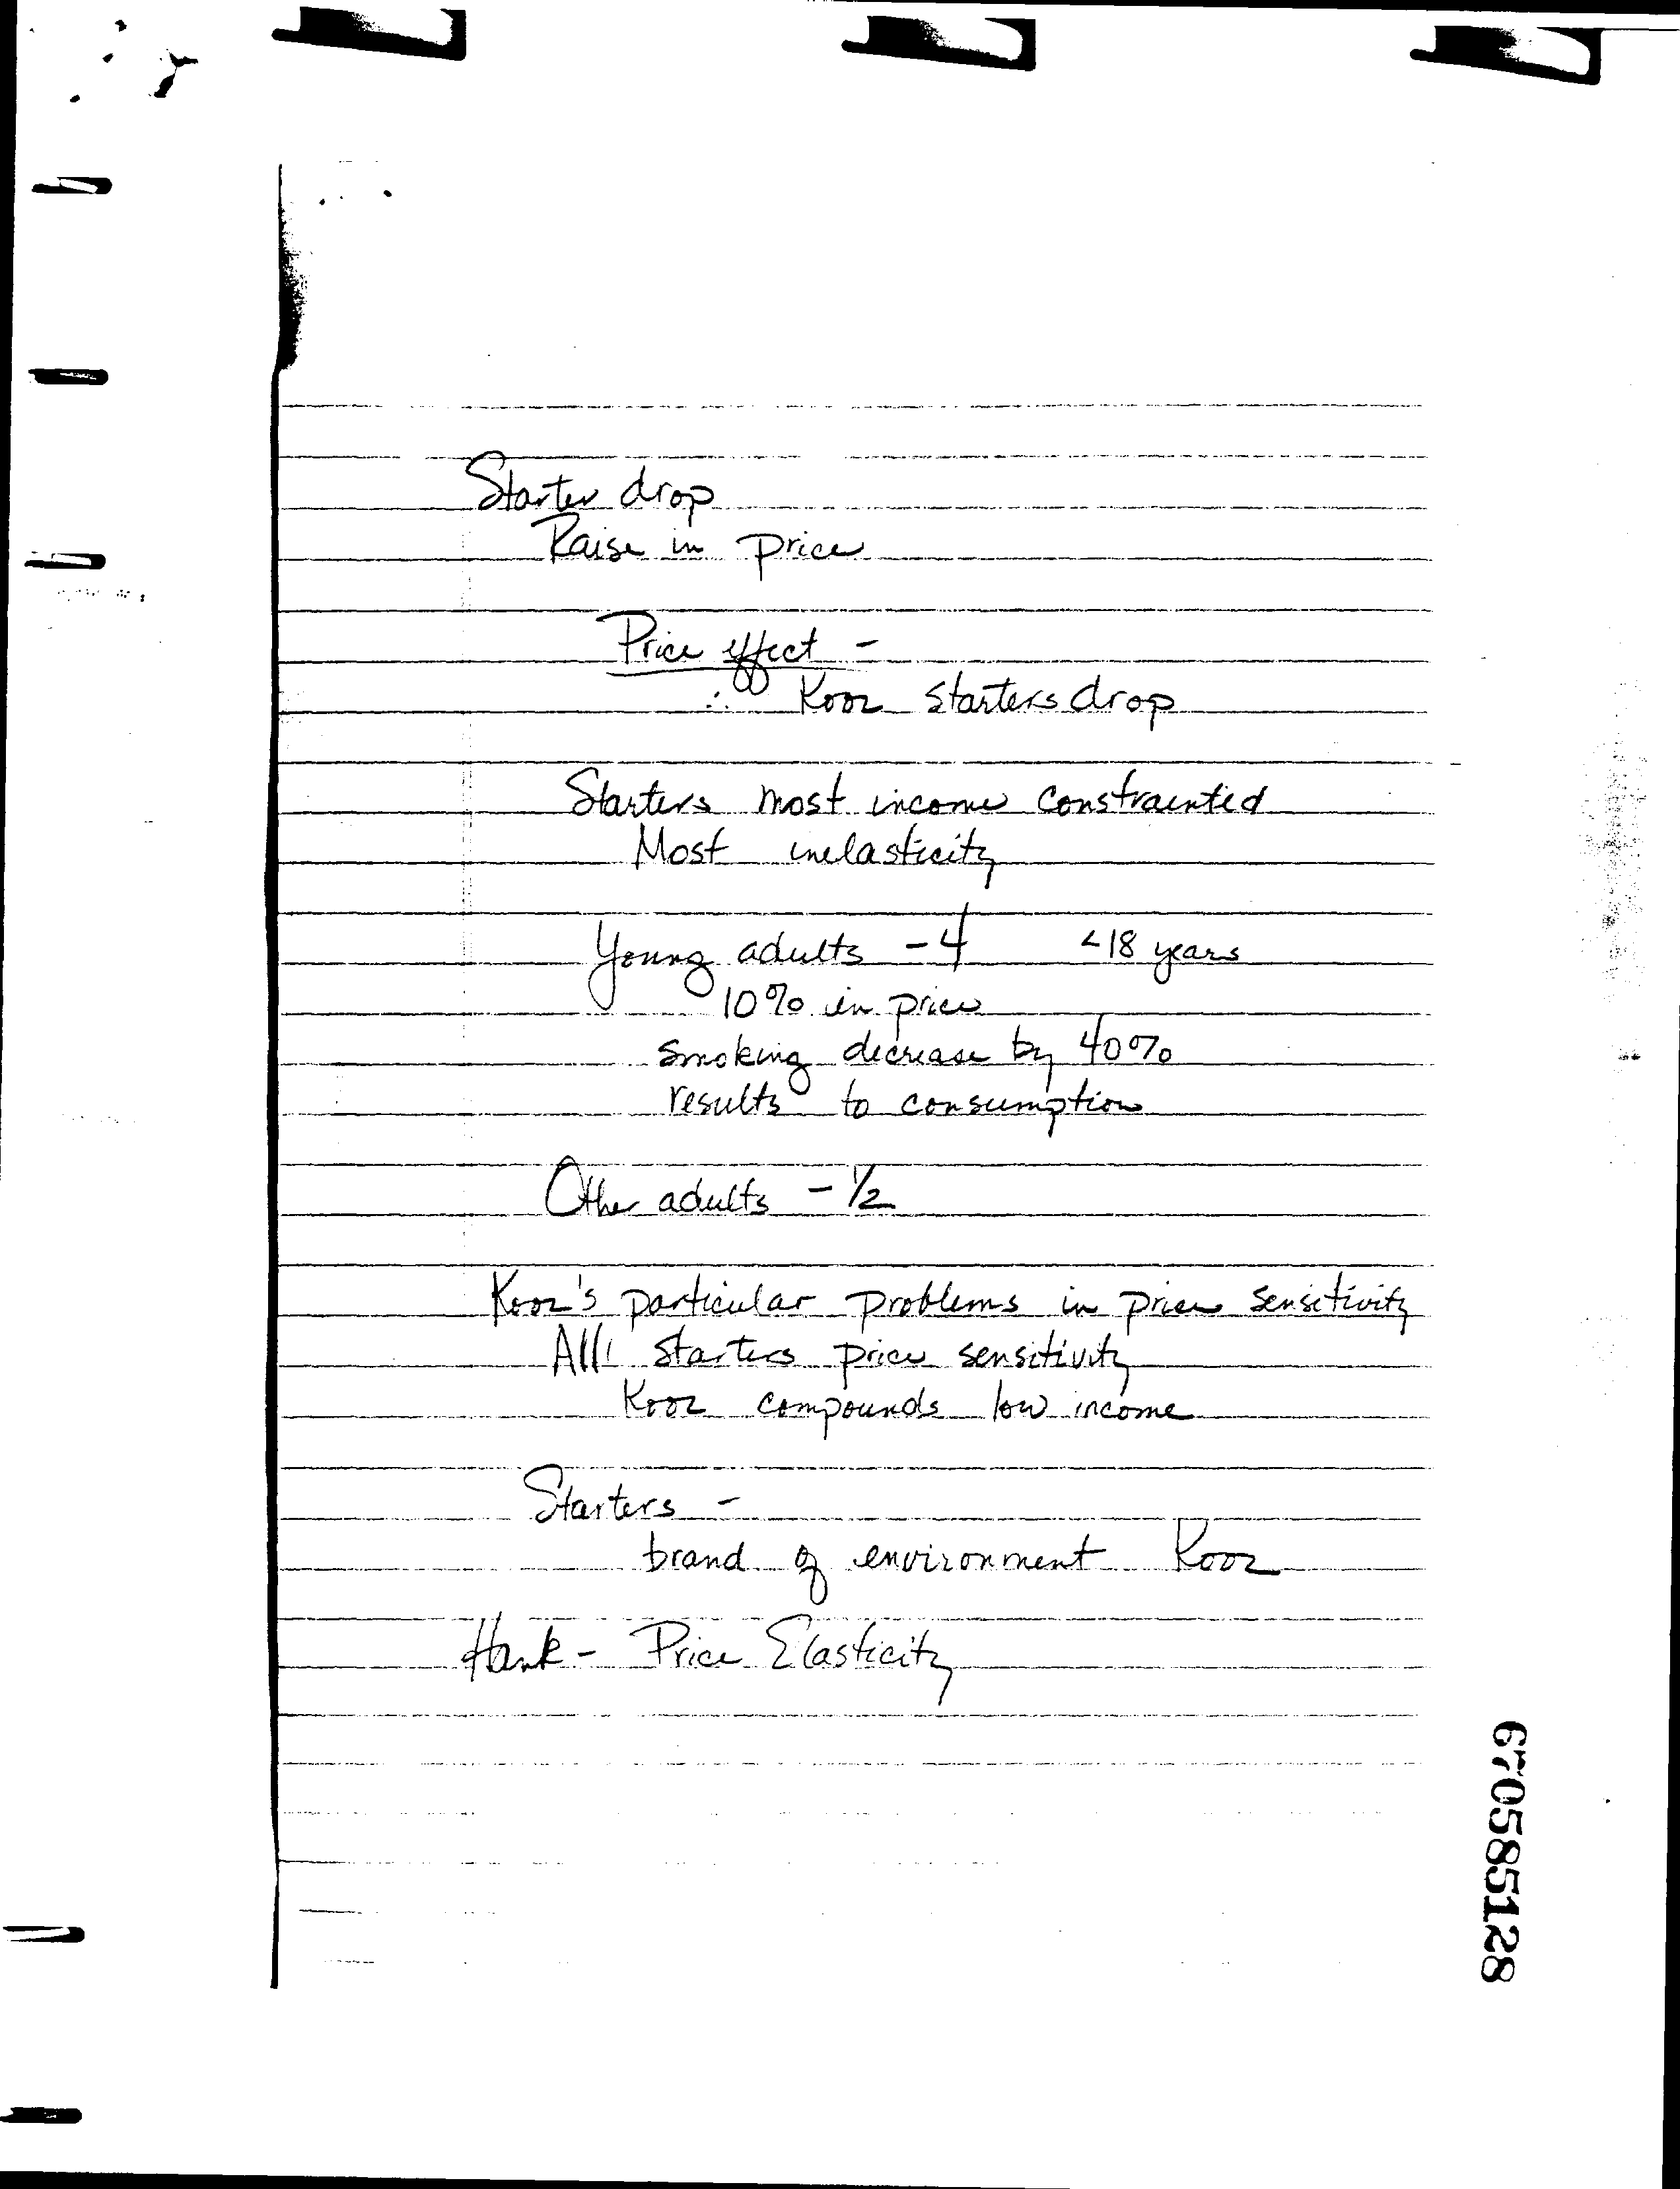 Starter drop
Raise in price
Price effect -
∴ Kool starters drop
Starters most income constrainted
Most inelasticity
Young adults - 4 <18 years
10% in price
smoking decrease by 40%
results to consumption
Other adults - 1/2
Kool's particular problems in price sensitivity
All starters price sensitivity
Kool compounds low income
Starters -
brand of environment Kool
Hank - Price Elasticity
670585128